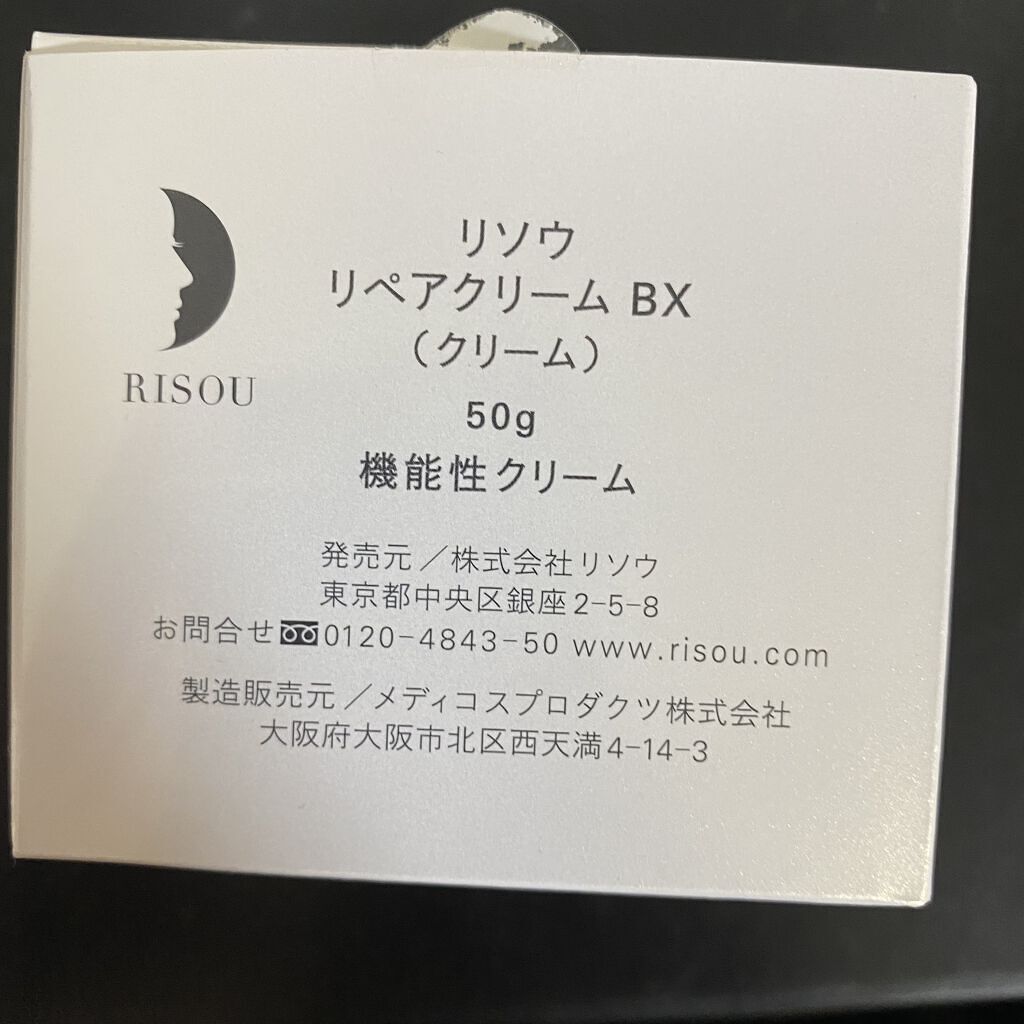 RISOU
リソウ
リペアクリーム BX
(クリーム)
50g
機能性クリーム
発売元／株式会社リソウ
東京都中央区銀座2-5-8
お問合せ 0120-4843-50 www.risou.com
製造販売元／メディコスプロダクツ株式会社
大阪府大阪市北区西天満4-14-3